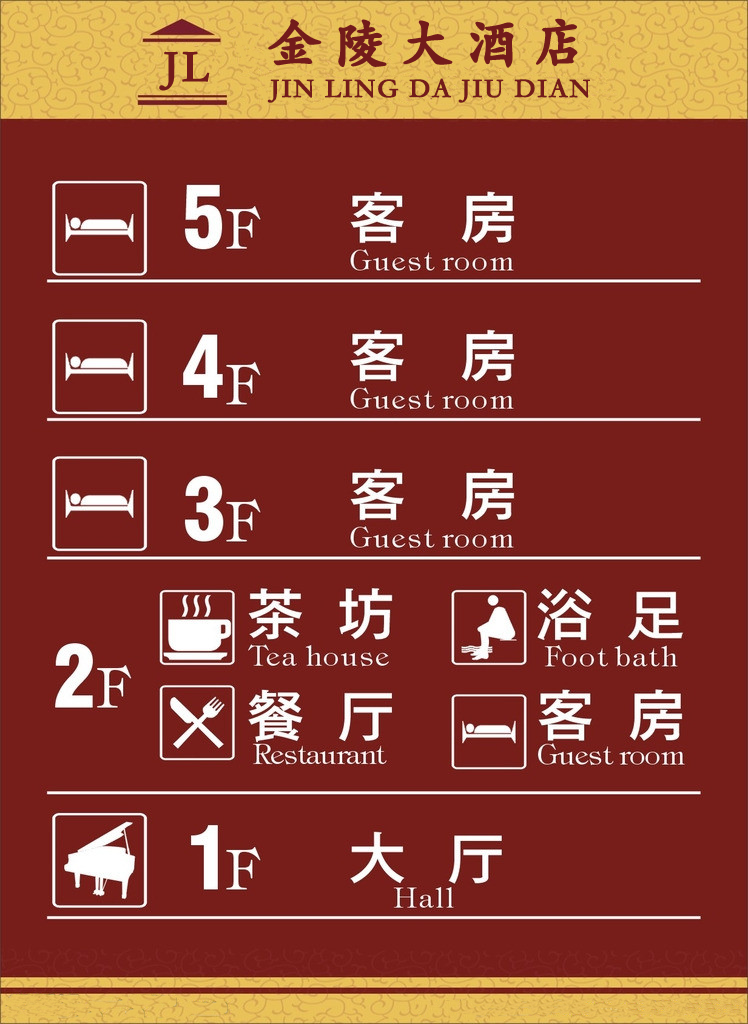 JL
金陵大酒店
JIN LING DA JIU DIAN
5F 客房
Guest room
4F 客房
Guest room
3F 客房
Guest room
2F
茶坊 浴足
Tea house Foot bath
餐厅 客房
Restaurant Guest room
1F 大厅
Hall